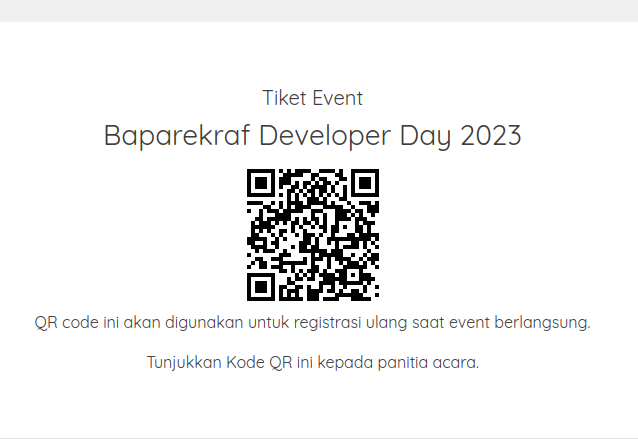 Tiket Event
Baparekraf Developer Day 2023
QR code ini akan digunakan untuk registrasi ulang saat event berlangsung.
Tunjukkan Kode QR ini kepada panitia acara.